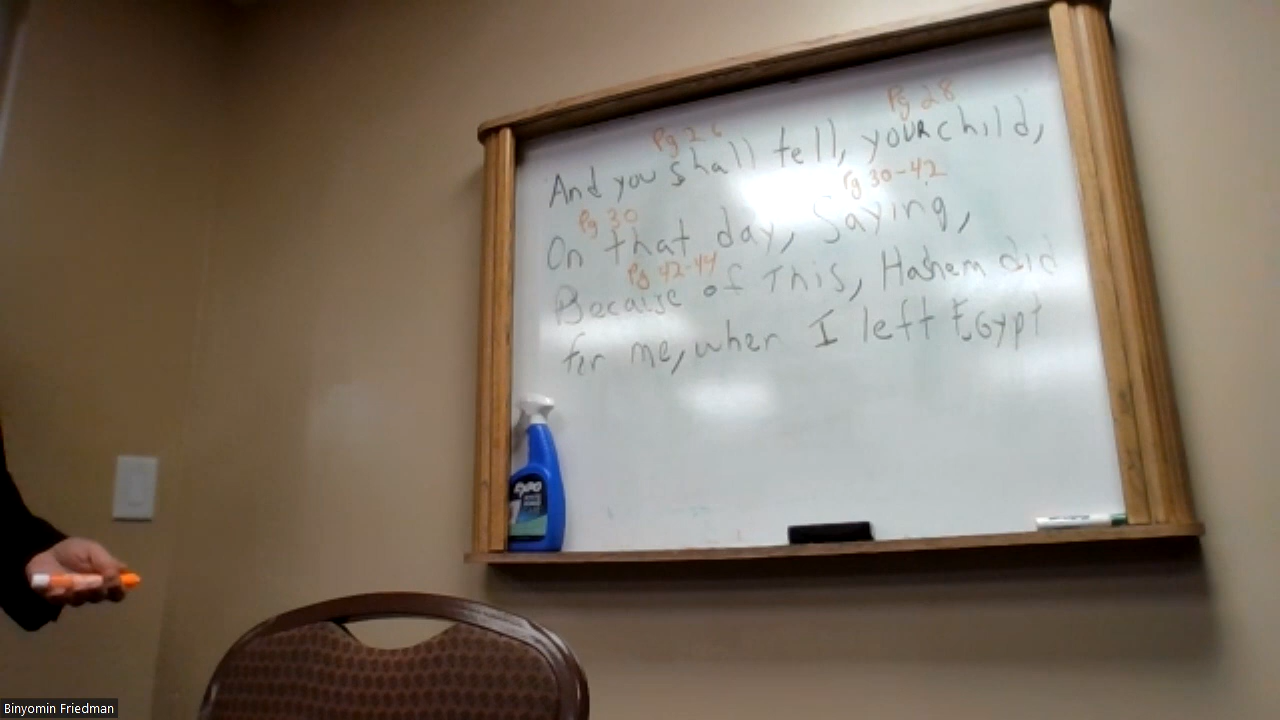 Pg 26 Pg 28
And you shall tell, your child,
Pg 30 Pg 30-42
On that day, Saying,
Pg 42-44
Because of This, Hashem did
for me, when I left Egypt
EXPO
Binyomin Friedman